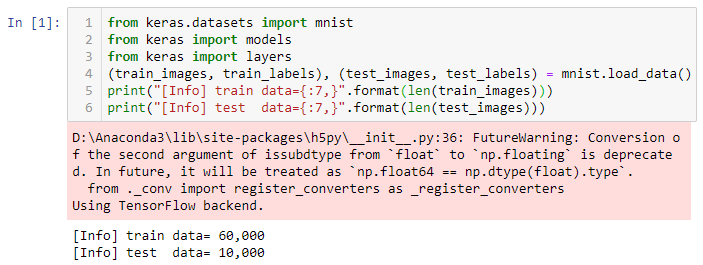 In [1]:
1 from keras.datasets import mnist
2 from keras import models
3 from keras import layers
4 (train_images, train_labels), (test_images, test_labels) = mnist.load_data()
5 print("[Info] train data={:7,}".format(len(train_images)))
6 print("[Info] test  data={:7,}".format(len(test_images)))
D:\Anaconda3\lib\site-packages\h5py\__init__.py:36: FutureWarning: Conversion o
f the second argument of issubdtype from `float` to `np.floating` is deprecate
d. In future, it will be treated as `np.float64 == np.dtype(float).type`.
  from ._conv import register_converters as _register_converters
Using TensorFlow backend.
[Info] train data= 60,000
[Info] test  data= 10,000